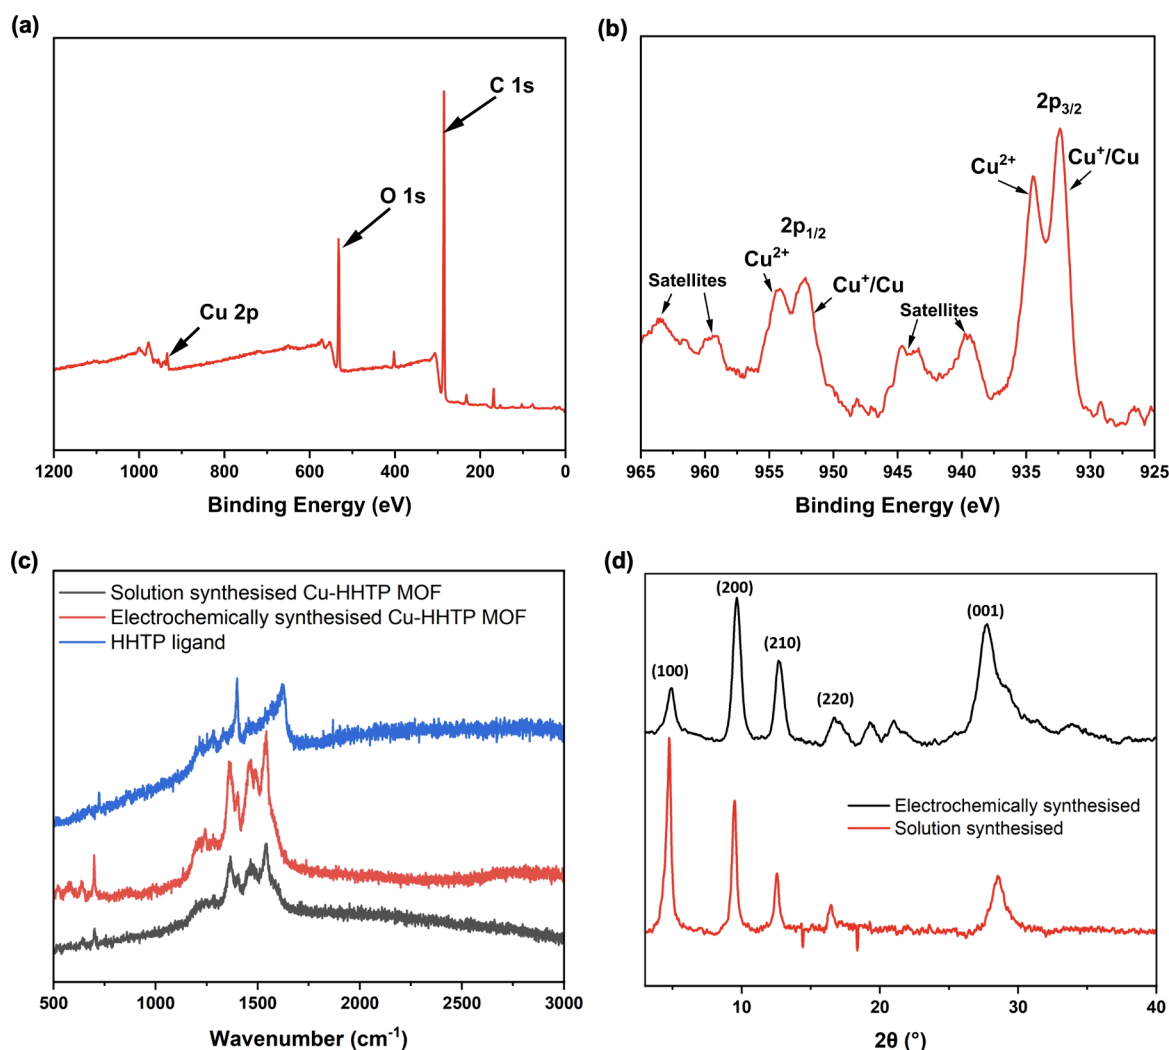 (a)
C 1s
O 1s
Cu 2p
1200 1000 800 600 400 200 0
Binding Energy (eV)
(b)
2p3/2
Cu2+
Cu+/Cu
2p1/2
Cu2+
Cu+/Cu
Satellites
Satellites
965 960 955 950 945 940 935 930 925
Binding Energy (eV)
(c)
Solution synthesised Cu-HHTP MOF
Electrochemically synthesised Cu-HHTP MOF
HHTP ligand
500 1000 1500 2000 2500 3000
Wavenumber (cm-1)
(d)
(100)
(200)
(210)
(220)
(001)
Electrochemically synthesised
Solution synthesised
10 20 30 40
2θ (°)